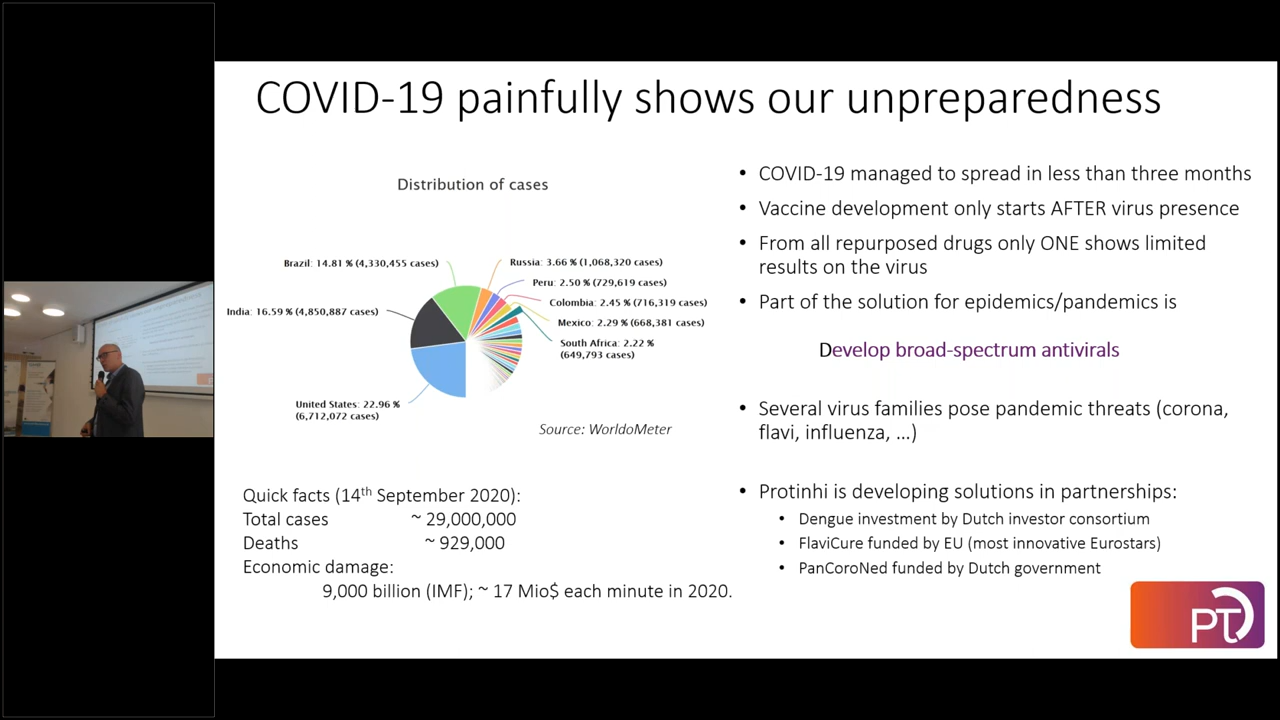 COVID-19 painfully shows our unpreparedness
Distribution of cases
Brazil: 14.81 % (4,330,455 cases)
Russia: 3.66 % (1,068,320 cases)
Peru: 2.50 % (729,619 cases)
Colombia: 2.45 % (716,319 cases)
India: 16.59 % (4,850,887 cases)
Mexico: 2.29 % (668,381 cases)
South Africa: 2.22 %
(649,793 cases)
United States: 22.96 %
(6,712,072 cases)
Source: WorldoMeter
Quick facts (14th September 2020):
Total cases ~ 29,000,000
Deaths ~ 929,000
Economic damage:
9,000 billion (IMF); ~ 17 Mio$ each minute in 2020.
• COVID-19 managed to spread in less than three months
• Vaccine development only starts AFTER virus presence
• From all repurposed drugs only ONE shows limited
results on the virus
• Part of the solution for epidemics/pandemics is
Develop broad-spectrum antivirals
• Several virus families pose pandemic threats (corona,
flavi, influenza, …)
• Protinhi is developing solutions in partnerships:
• Dengue investment by Dutch investor consortium
• FlaviCure funded by EU (most innovative Eurostars)
• PanCoroNed funded by Dutch government
PT